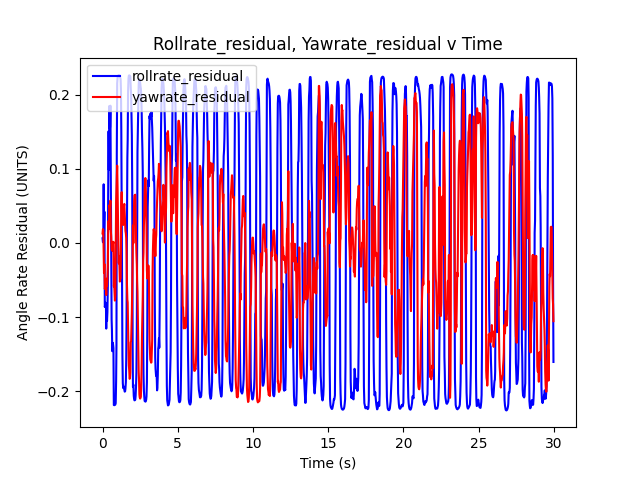 Rollrate_residual, Yawrate_residual v Time
rollrate_residual
yawrate_residual
Angle Rate Residual (UNITS)
0.2
0.1
0.0
−0.1
−0.2
0 5 10 15 20 25 30
Time (s)